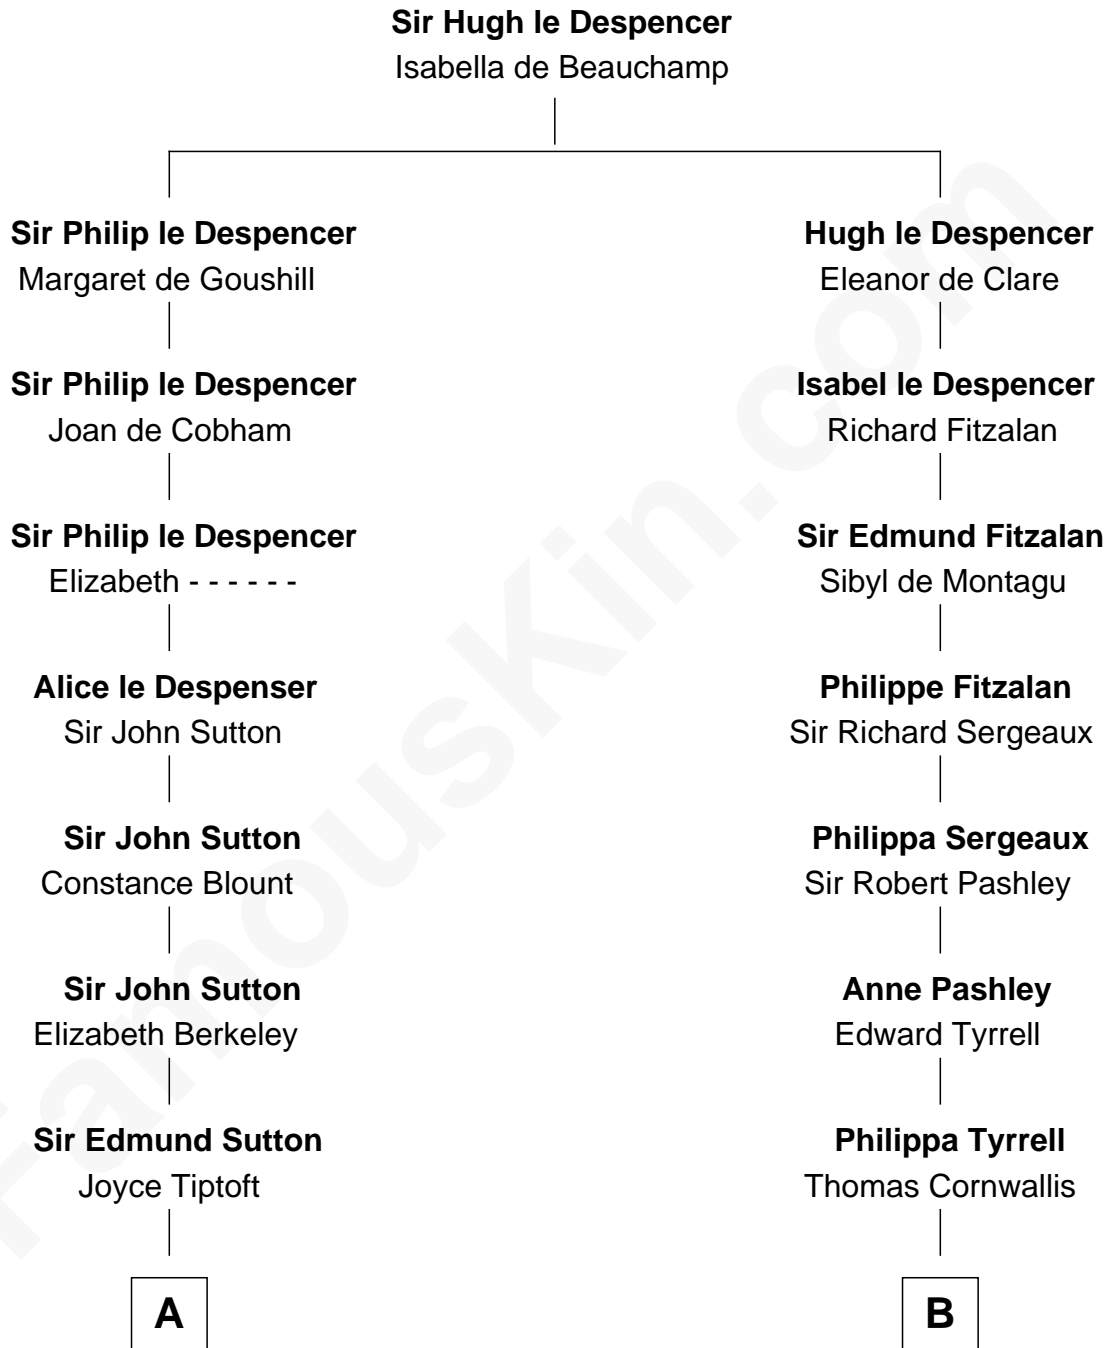 Sir Hugh le Despencer
Isabella de Beauchamp
Sir Philip le Despencer
Margaret de Goushill
Hugh le Despencer
Eleanor de Clare
Sir Philip le Despencer
Joan de Cobham
Isabel le Despencer
Richard Fitzalan
Sir Philip le Despencer
Elizabeth - - - - - -
Sir Edmund Fitzalan
Sibyl de Montagu
Alice le Despenser
Sir John Sutton
Philippe Fitzalan
Sir Richard Sergeaux
Sir John Sutton
Constance Blount
Philippa Sergeaux
Sir Robert Pashley
Sir John Sutton
Elizabeth Berkeley
Anne Pashley
Edward Tyrrell
Sir Edmund Sutton
Joyce Tiptoft
Philippa Tyrrell
Thomas Cornwallis
A
B
FamousKin.com